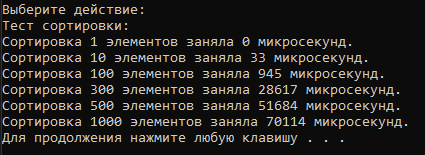 Выберите действие:
Тест сортировки:
Сортировка 1 элементов заняла 0 микросекунд.
Сортировка 10 элементов заняла 33 микросекунд.
Сортировка 100 элементов заняла 945 микросекунд.
Сортировка 300 элементов заняла 28617 микросекунд.
Сортировка 500 элементов заняла 51684 микросекунд.
Сортировка 1000 элементов заняла 70114 микросекунд.
Для продолжения нажмите любую клавишу . . .